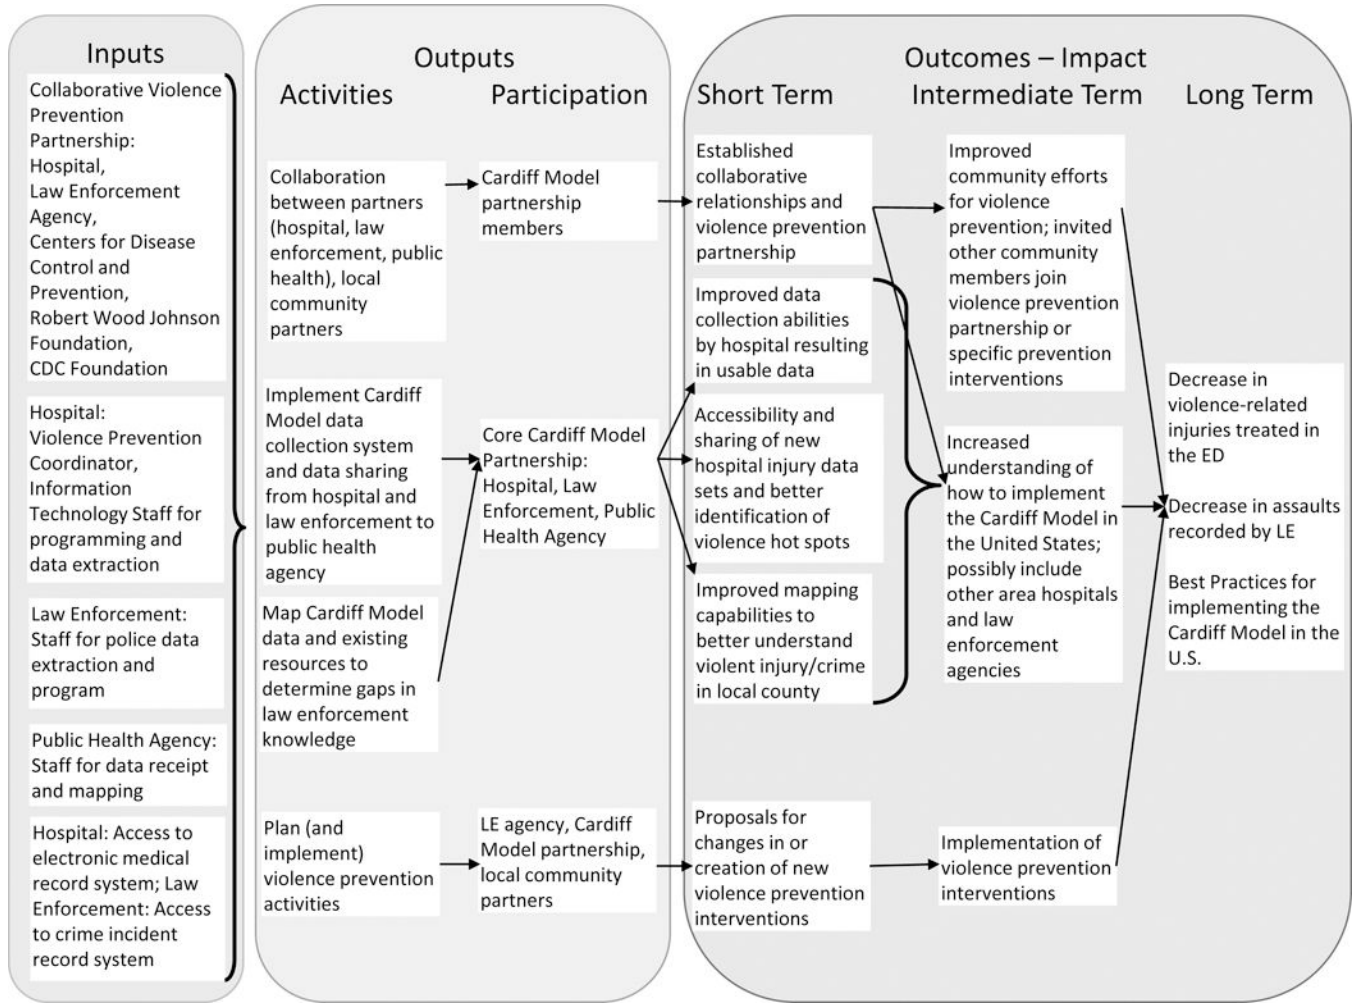 Inputs
Collaborative Violence
Prevention
Partnership:
Hospital,
Law Enforcement
Agency,
Centers for Disease
Control and
Prevention,
Robert Wood Johnson
Foundation,
CDC Foundation
Hospital:
Violence Prevention
Coordinator,
Information
Technology Staff for
programming and
data extraction
Law Enforcement:
Staff for police data
extraction and
program
Public Health Agency:
Staff for data receipt
and mapping
Hospital: Access to
electronic medical
record system; Law
Enforcement: Access
to crime incident
record system
Outputs
Activities
Collaboration
between partners
(hospital, law
enforcement, public
health), local
community
partners
Implement Cardiff
Model data
collection system
and data sharing
from hospital and
law enforcement to
public health
agency
Map Cardiff Model
data and existing
resources to
determine gaps in
law enforcement
knowledge
Plan (and
implement)
violence prevention
activities
Participation
Cardiff Model
partnership
members
Core Cardiff Model
Partnership:
Hospital, Law
Enforcement, Public
Health Agency
LE agency, Cardiff
Model partnership,
local community
partners
Outcomes – Impact
Short Term
Established
collaborative
relationships and
violence prevention
partnership
Improved data
collection abilities
by hospital resulting
in usable data
Accessibility and
sharing of new
hospital injury data
sets and better
identification of
violence hot spots
Improved mapping
capabilities to
better understand
violent injury/crime
in local county
Proposals for
changes in or
creation of new
violence prevention
interventions
Intermediate Term
Improved
community efforts
for violence
prevention; invited
other community
members join
violence prevention
partnership or
specific prevention
interventions
Increased
understanding of
how to implement
the Cardiff Model in
the United States;
possibly include
other area hospitals
and law
enforcement
agencies
Implementation of
violence prevention
interventions
Long Term
Decrease in
violence-related
injuries treated in
the ED
Decrease in assaults
recorded by LE
Best Practices for
implementing the
Cardiff Model in the
U.S.